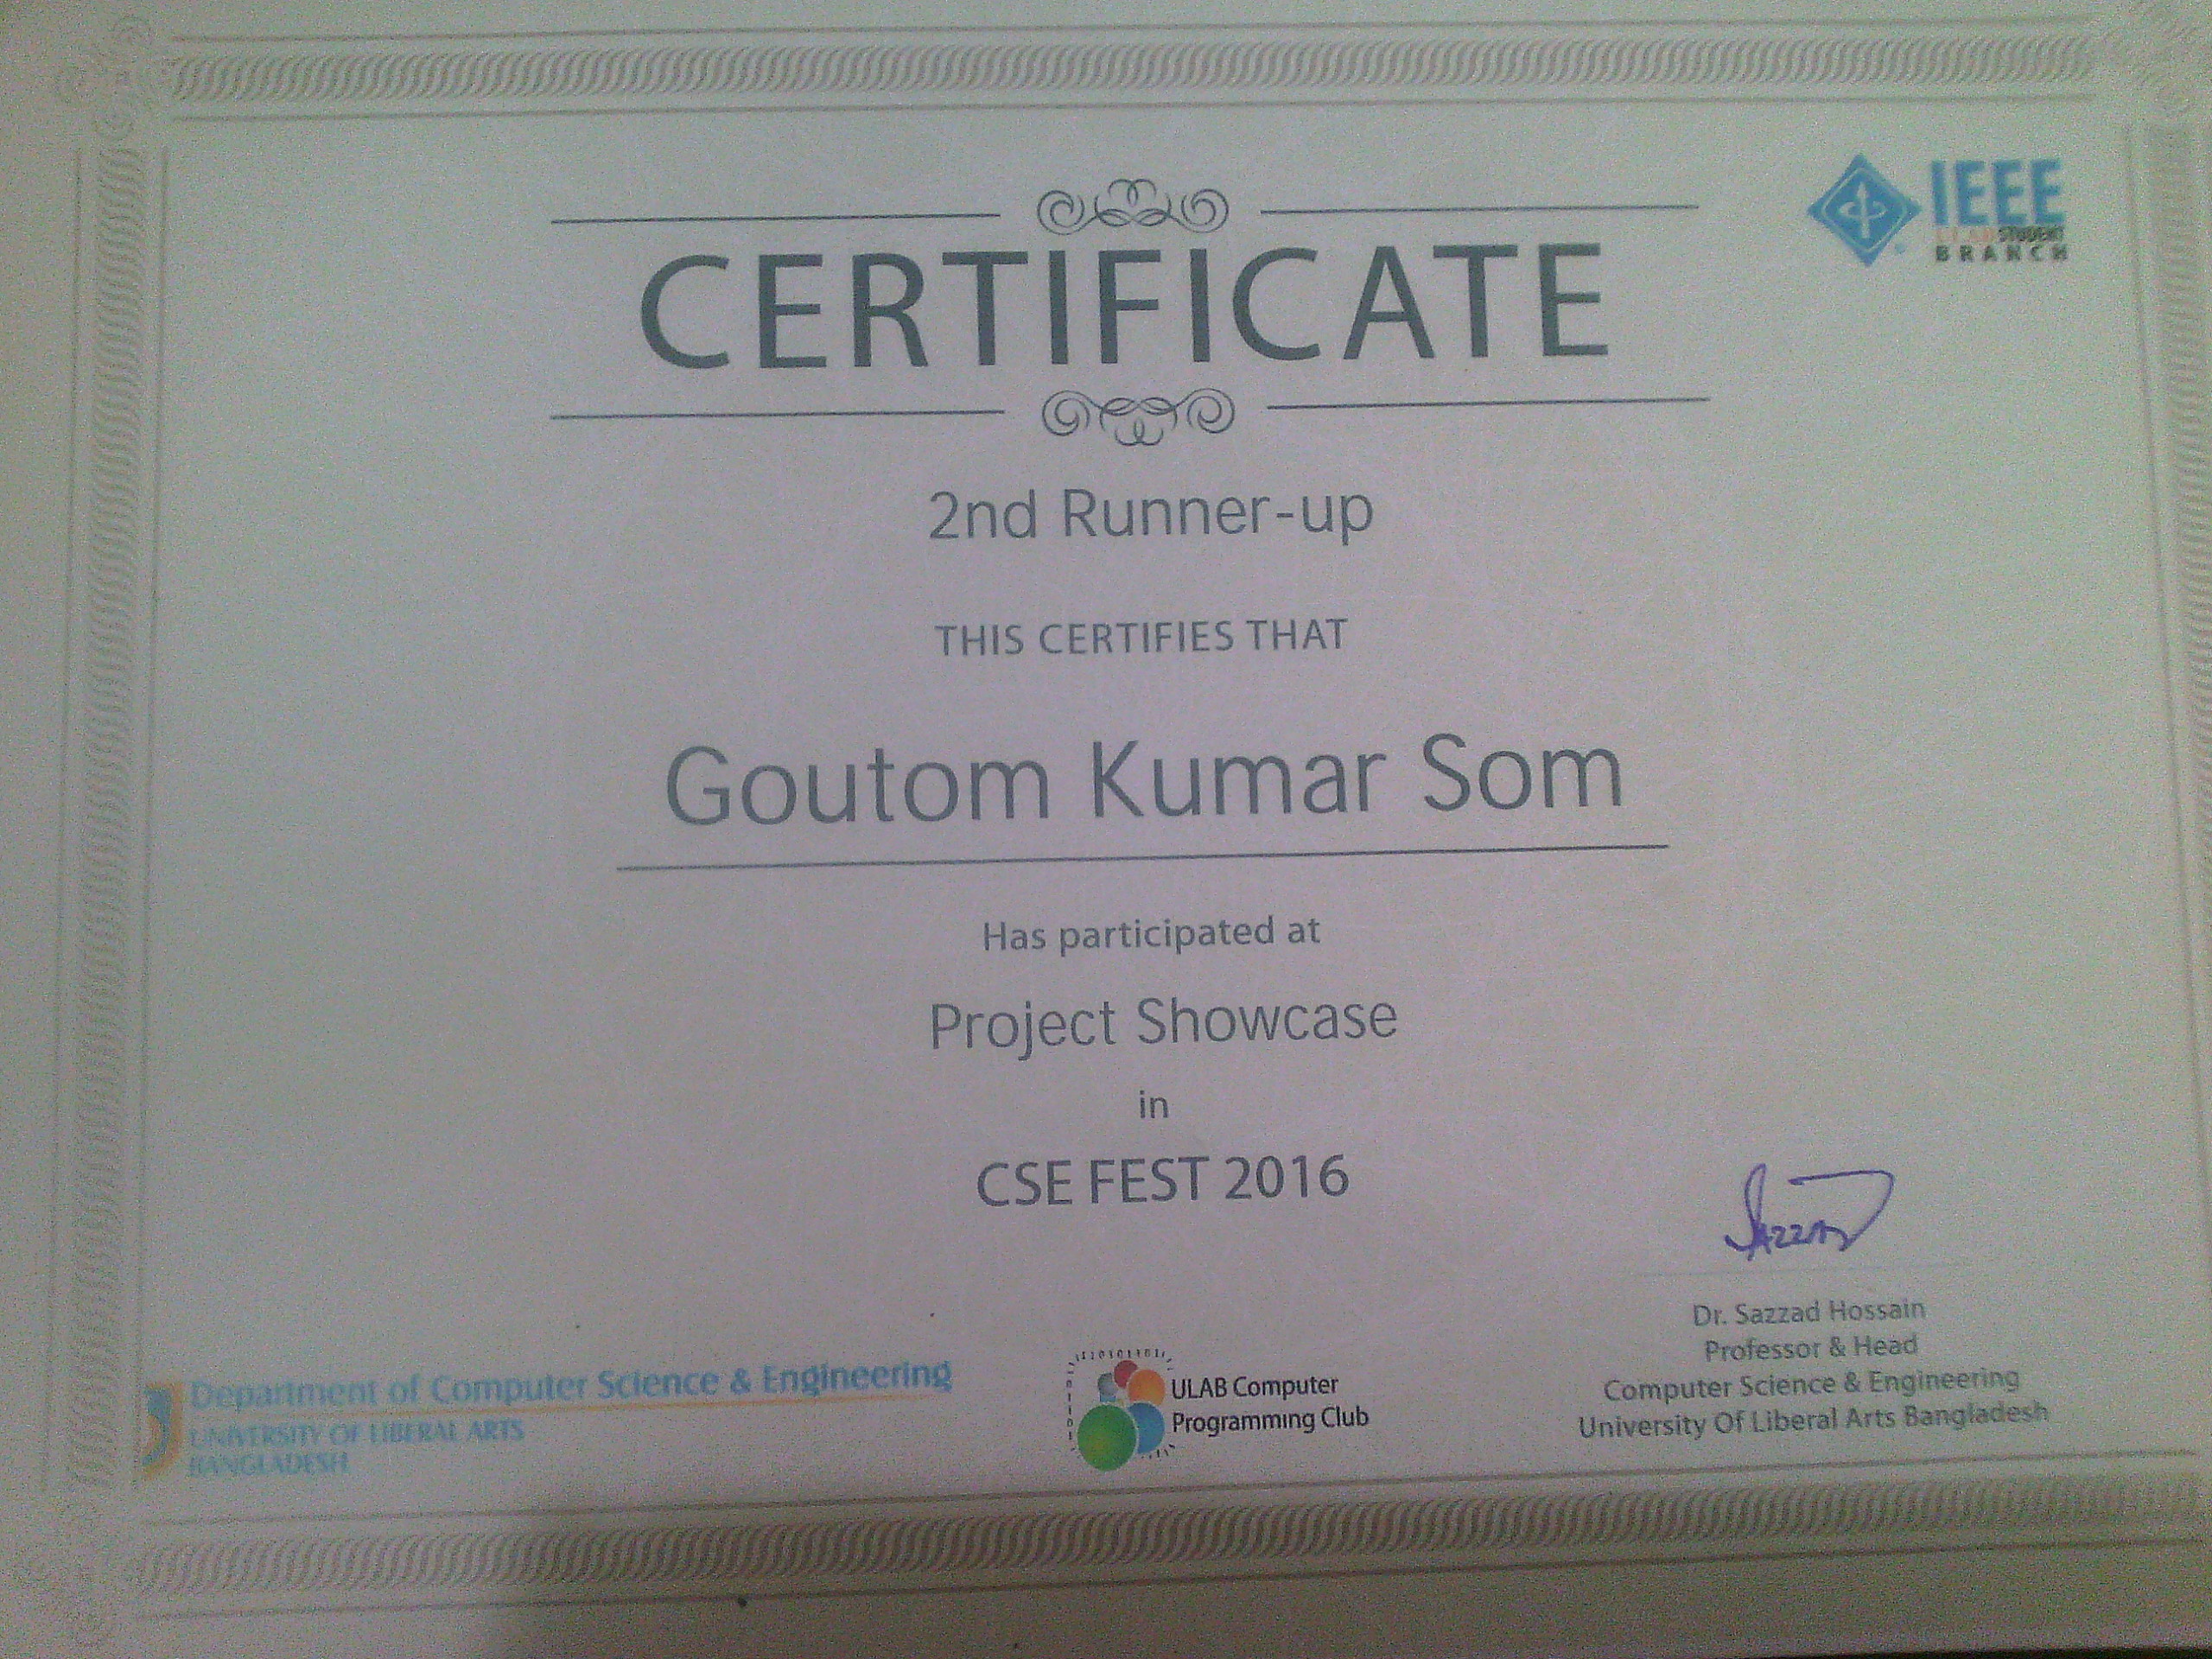 IEEE
STUDENT
BRANCH
CERTIFICATE
2nd Runner-up
THIS CERTIFIES THAT
Goutom Kumar Som
Has participated at
Project Showcase
in
CSE FEST 2016
SAZZAD
Dr. Sazzad Hossain
Professor & Head
Computer Science & Engineering
University Of Liberal Arts Bangladesh
Department of Computer Science & Engineering
UNIVERSITY OF LIBERAL ARTS
BANGLADESH
ULAB Computer
Programming Club